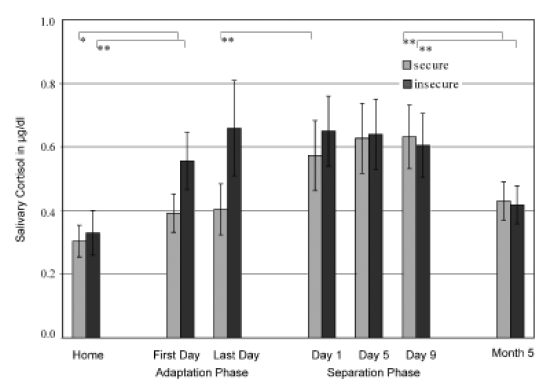 1.0
*
**
**
**
**
secure
insecure
0.8
0.6
0.4
0.2
0.0
Salivary Cortisol in µg/dl
Home
First Day
Last Day
Day 1
Day 5
Day 9
Month 5
Adaptation Phase
Separation Phase